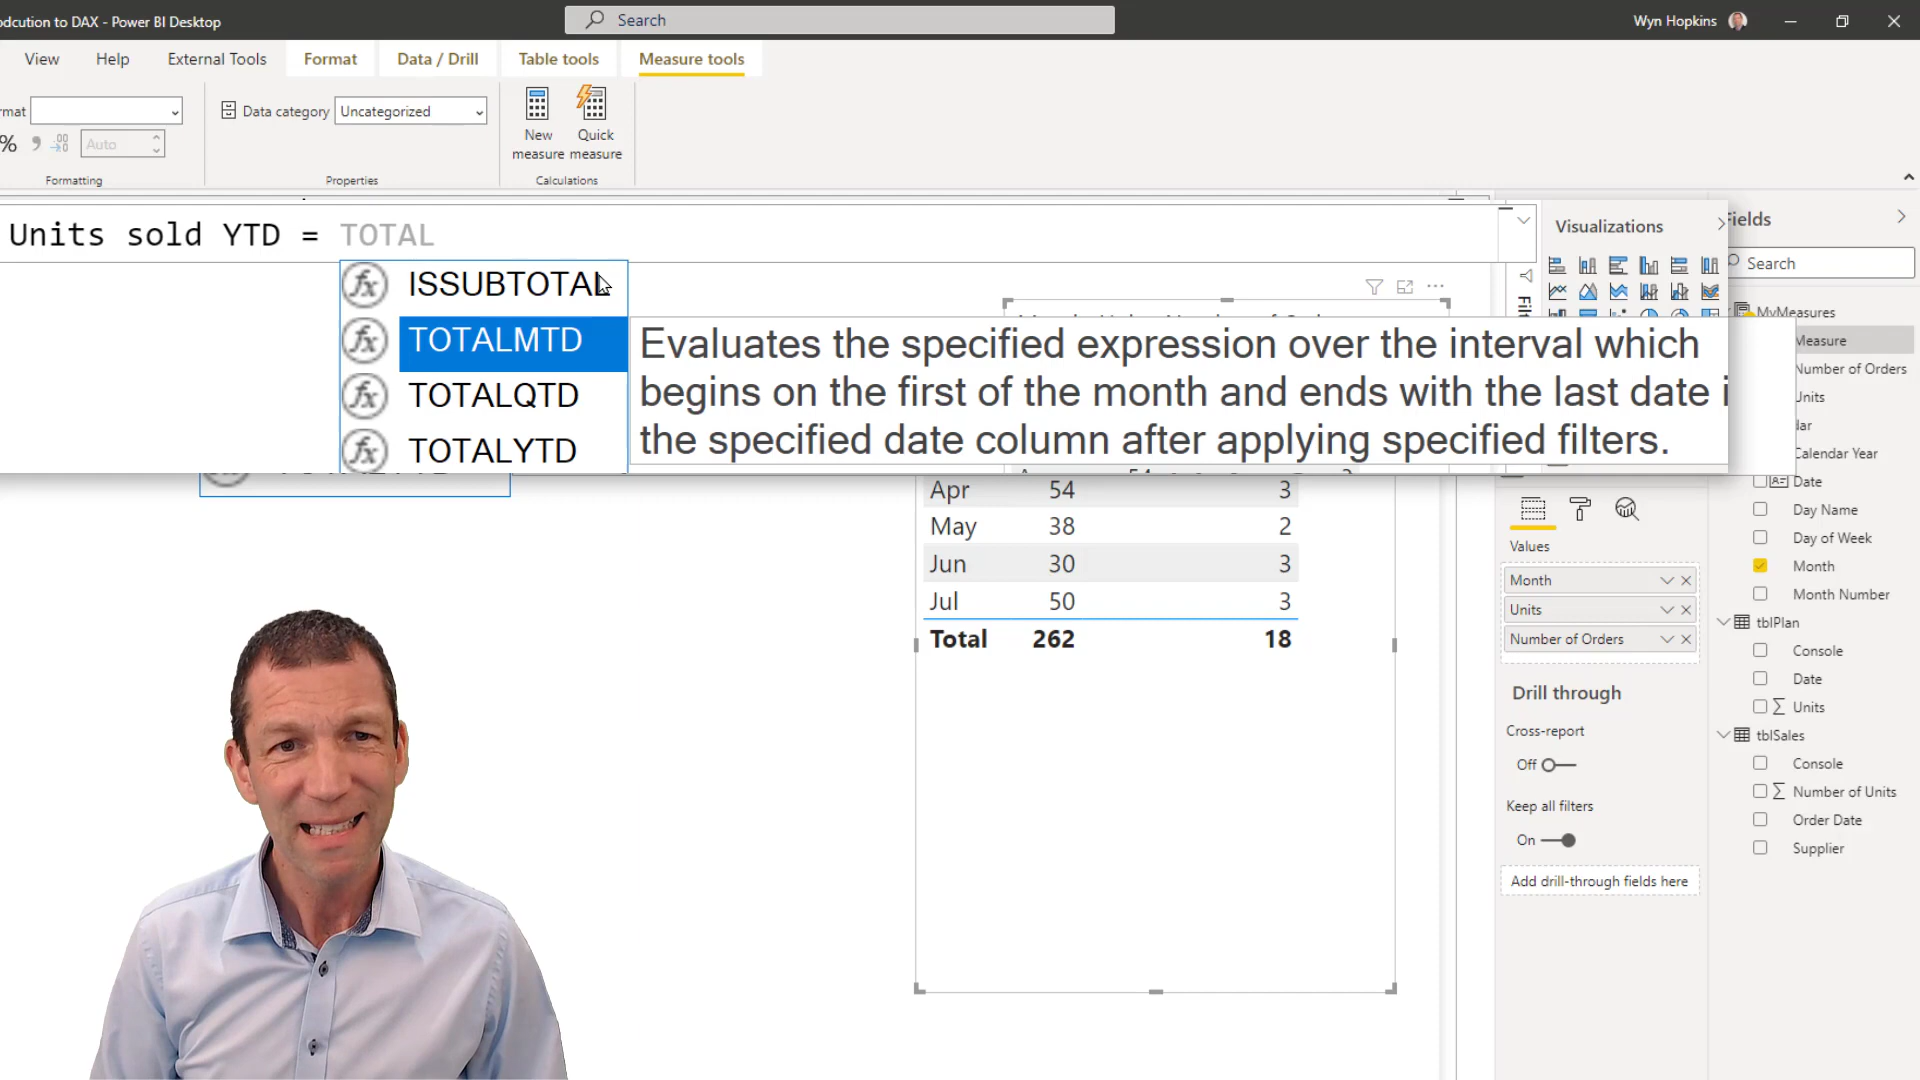 odcution to DAX - Power BI Desktop
Search
Wyn Hopkins
View
Help
External Tools
Format
Data / Drill
Table tools
Measure tools
rmat
Data category
Uncategorized
%
Auto
New measure
Quick measure
Formatting
Properties
Calculations
Units sold YTD = TOTAL
ISSUBTOTAL
TOTALMTD
TOTALQTD
TOTALYTD
Evaluates the specified expression over the interval which
begins on the first of the month and ends with the last date i
the specified date column after applying specified filters.
Apr 54 3
May 38 2
Jun 30 3
Jul 50 3
Total 262 18
Visualizations
Values
Month
Units
Number of Orders
Drill through
Cross-report
Off
Keep all filters
On
Add drill-through fields here
Fields
Search
MyMeasures
Measure
Number of Orders
Units
dar
Calendar Year
Date
Day Name
Day of Week
Month
Month Number
tblPlan
Console
Date
Units
tblSales
Console
Number of Units
Order Date
Supplier